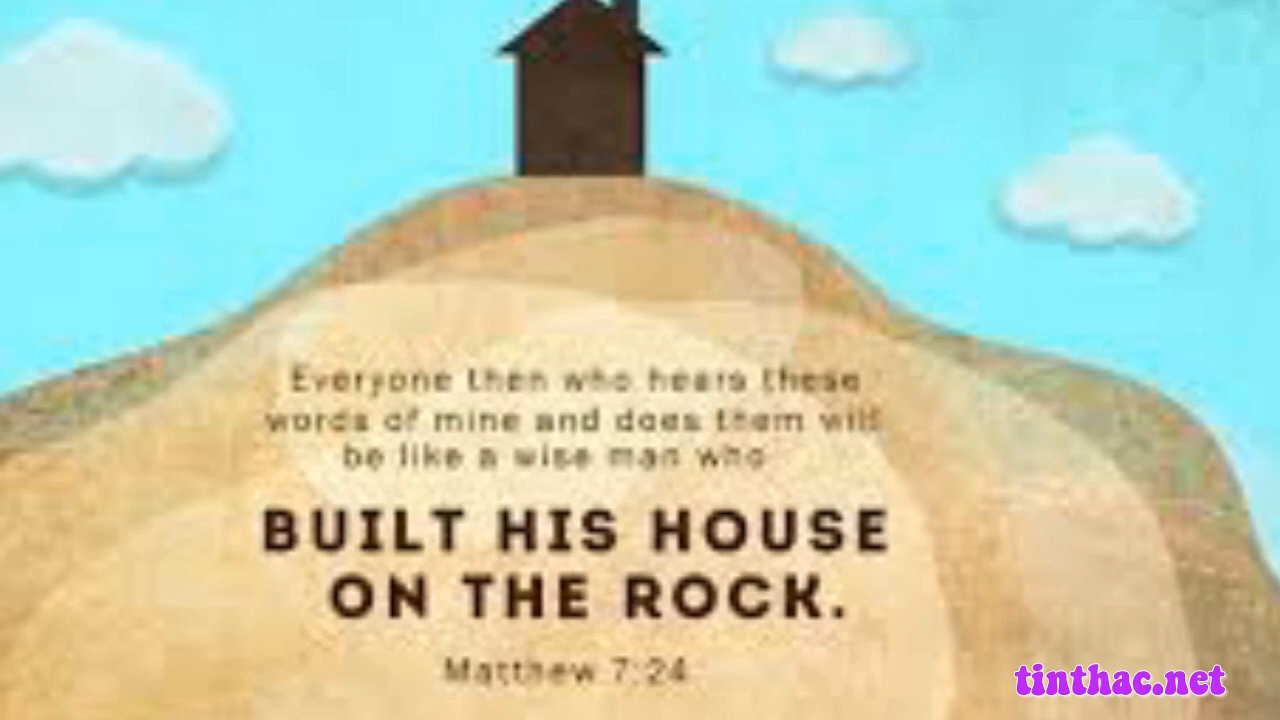 Everyone then who hears these
words of mine and does them will
be like a wise man who
BUILT HIS HOUSE
ON THE ROCK.
Matthew 7:24
tinthac.net